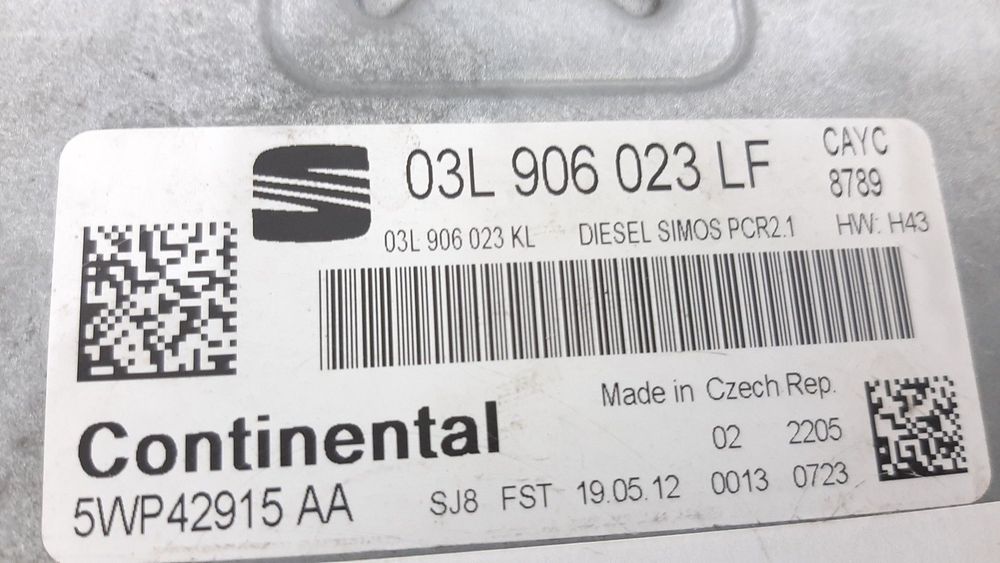 03L 906 023 LF CAYC
8789
03L 906 023 KL DIESEL SIMOS PCR2.1 HW: H43
Made in Czech Rep.
Continental
02 2205
5WP42915 AA SJ8 FST 19.05.12 0013 0723